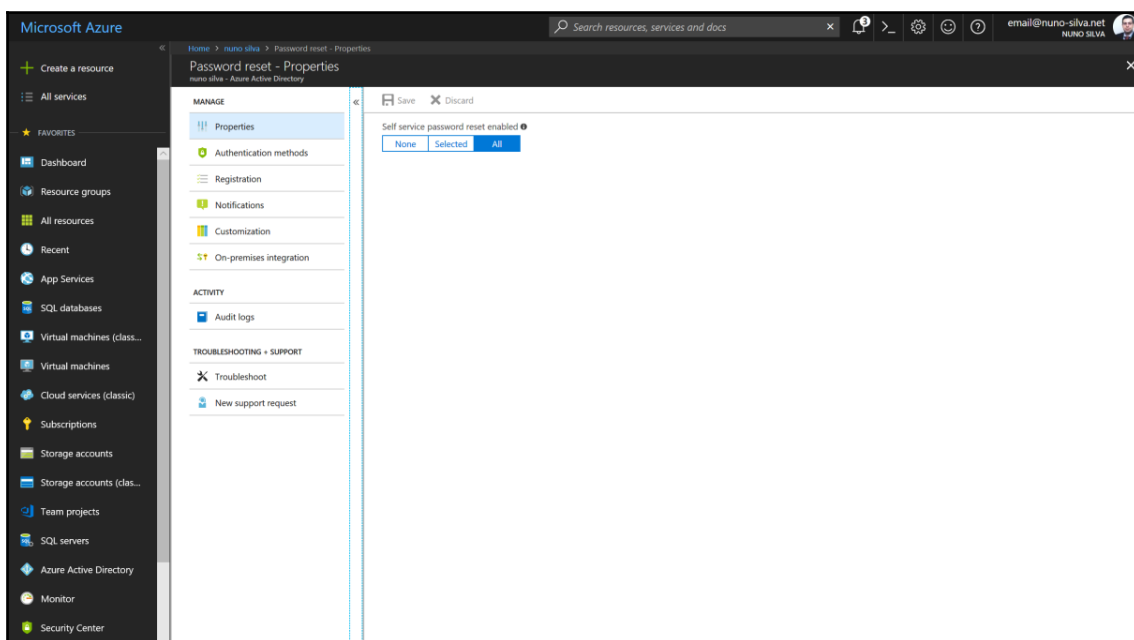 Microsoft Azure
Search resources, services and docs
3
email@nuno-silva.net
NUNO SILVA
Home > nuno silva > Password reset - Properties
Password reset - Properties
nuno silva - Azure Active Directory
Create a resource
All services
FAVORITES
Dashboard
Resource groups
All resources
Recent
App Services
SQL databases
Virtual machines (class...
Virtual machines
Cloud services (classic)
Subscriptions
Storage accounts
Storage accounts (clas...
Team projects
SQL servers
Azure Active Directory
Monitor
Security Center
MANAGE
Properties
Authentication methods
Registration
Notifications
Customization
On-premises integration
ACTIVITY
Audit logs
TROUBLESHOOTING + SUPPORT
Troubleshoot
New support request
Save Discard
Self service password reset enabled
None Selected All